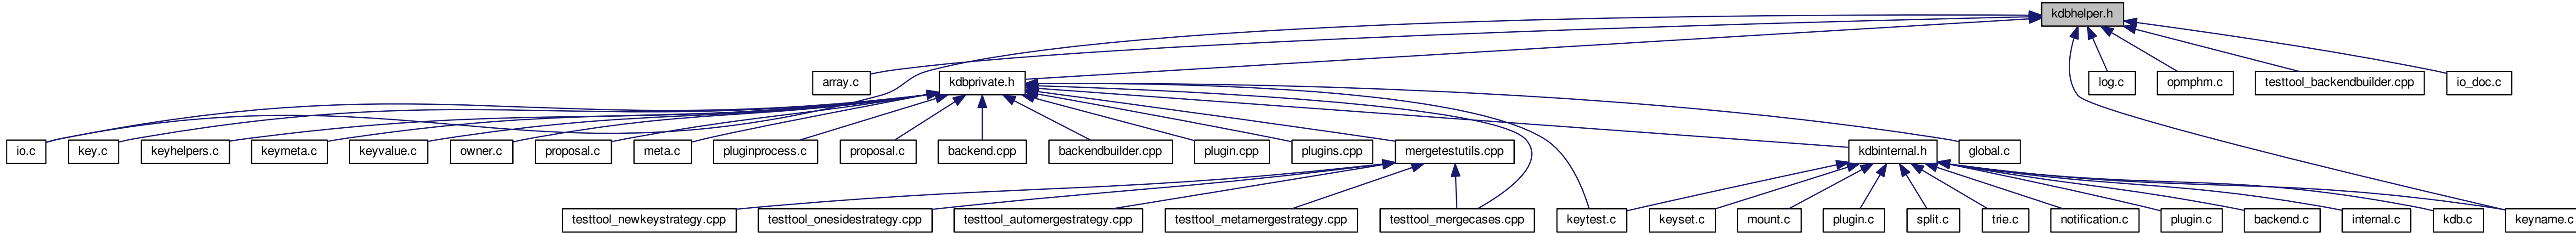 kdbhelper.h
array.c
kdbprivate.h
log.c
opmphm.c
testtool_backendbuilder.cpp
io_doc.c
io.c
key.c
keyhelpers.c
keymeta.c
keyvalue.c
owner.c
proposal.c
meta.c
pluginprocess.c
proposal.c
backend.cpp
backendbuilder.cpp
plugin.cpp
plugins.cpp
mergetestutils.cpp
kdbinternal.h
global.c
testtool_newkeystrategy.cpp
testtool_onesidestrategy.cpp
testtool_automergestrategy.cpp
testtool_metamergestrategy.cpp
testtool_mergecases.cpp
keytest.c
keyset.c
mount.c
plugin.c
split.c
trie.c
notification.c
plugin.c
backend.c
internal.c
kdb.c
keyname.c